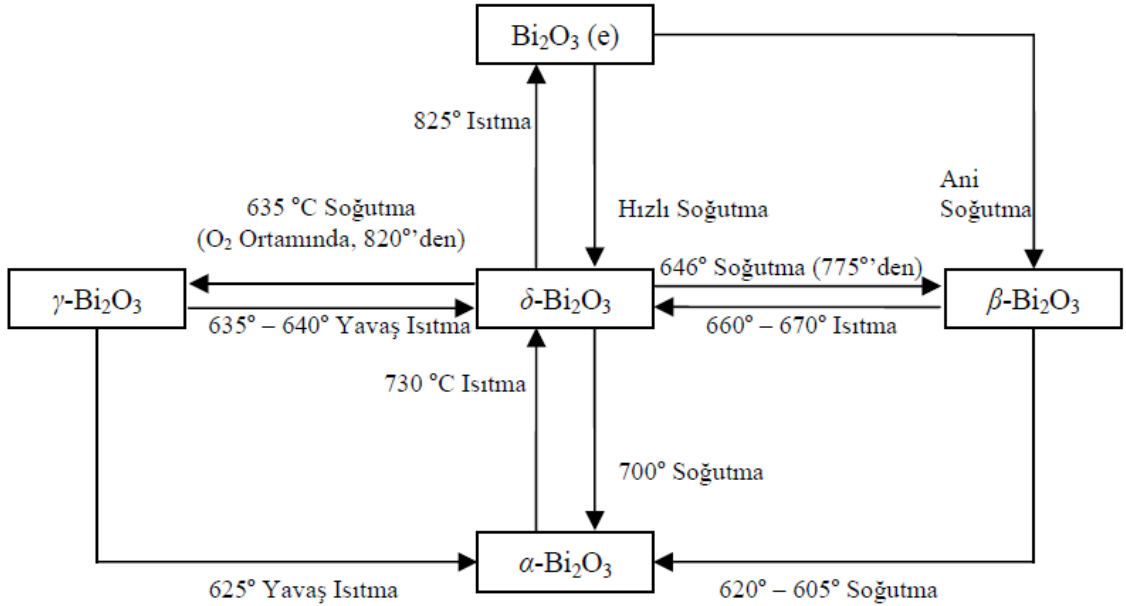 Bi₂O₃ (e)
825° Isıtma
Hızlı Soğutma
Ani
Soğutma
635 °C Soğutma
(O₂ Ortamında, 820°’den)
646° Soğutma (775°’den)
γ-Bi₂O₃
δ-Bi₂O₃
β-Bi₂O₃
635° – 640° Yavaş Isıtma
660° – 670° Isıtma
730 °C Isıtma
700° Soğutma
α-Bi₂O₃
625° Yavaş Isıtma
620° – 605° Soğutma